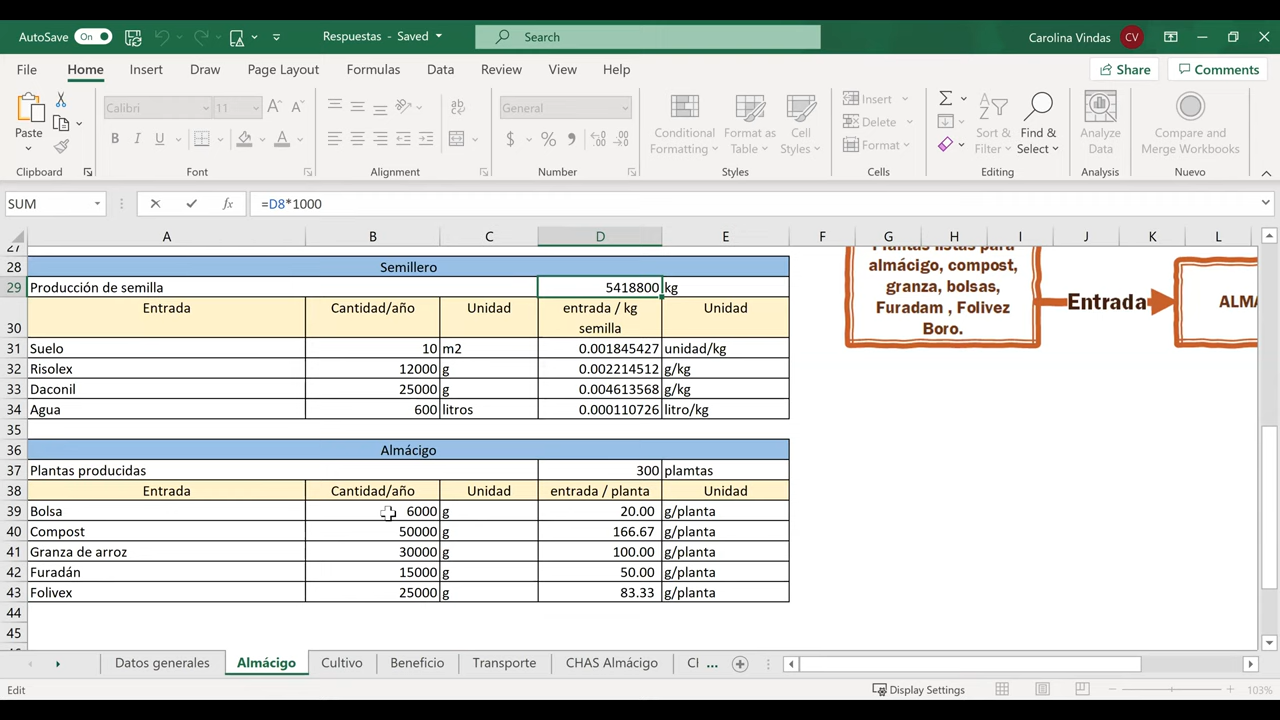 AutoSave On Respuestas - Saved Search Carolina Vindas CV
File Home Insert Draw Page Layout Formulas Data Review View Help Share Comments
Paste
Calibri 11
B I U
General
$ %
Conditional Formatting
Format as Table
Cell Styles
Insert
Delete
Format
Sort & Filter
Find & Select
Analyze Data
Compare and Merge Workbooks
Clipboard Font Alignment Number Styles Cells Editing Analysis Nuevo
SUM fx =D8*1000
A B C D E F G H I J K L
27
28 Semillero
29 Producción de semilla 5418800 kg
30 Entrada Cantidad/año Unidad entrada / kg semilla Unidad
31 Suelo 10 m2 0.001845427 unidad/kg
32 Risolex 12000 g 0.002214512 g/kg
33 Daconil 25000 g 0.004613568 g/kg
34 Agua 600 litros 0.000110726 litro/kg
35
36 Almácigo
37 Plantas producidas 300 plamtas
38 Entrada Cantidad/año Unidad entrada / planta Unidad
39 Bolsa 6000 g 20.00 g/planta
40 Compost 50000 g 166.67 g/planta
41 Granza de arroz 30000 g 100.00 g/planta
42 Furadán 15000 g 50.00 g/planta
43 Folivex 25000 g 83.33 g/planta
44
45
Plantas listas para
almácigo, compost,
granza, bolsas,
Furadam , Folivez
Boro.
Entrada
ALMA
Datos generales Almácigo Cultivo Beneficio Transporte CHAS Almácigo CI ...
Edit Display Settings 103%